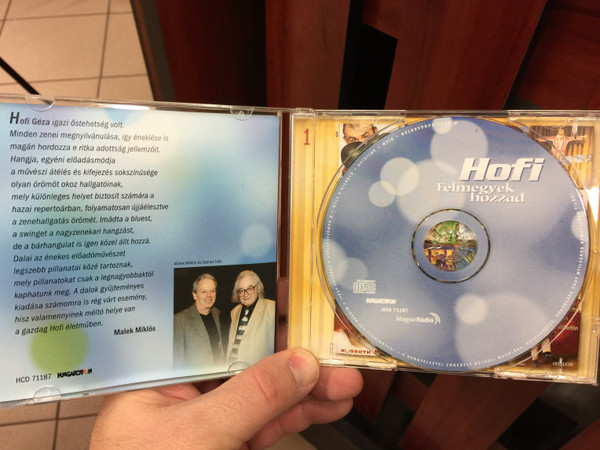 Hofi Géza igazi őstehetség volt.
Minden zenei megnyilvánulása, így éneklése is
magán hordozza e ritka adottság jellemzőit.
Hangja, egyéni előadásmódja
a művészi átélés és kifejezés sokszínűsége
olyan örömöt okoz hallgatóinak,
mely különleges helyet biztosít számára a
hazai repertoárban, folyamatosan újjáélesztve
a zenehallgatás örömét. Imádta a bluest,
a swinget a nagyzenekari hangzást,
de a bárhangulat is igen közel állt hozzá.
Dalai az énekes előadóművészet
legszebb pillanatai közé tartoznak,
mely pillanatokat csak a legnagyobbaktól
kaphatunk meg. A dalok gyűjteményes
kiadása számomra is rég várt esemény,
hisz valamennyinek méltó helye van
a gazdag Hofi életműben.
Malek Miklós
HCD 71187 HUNGAROTON
1
Hofi
Felmegyek
hozzád
HUNGAROTON
HCD 71187
MagyarRádió